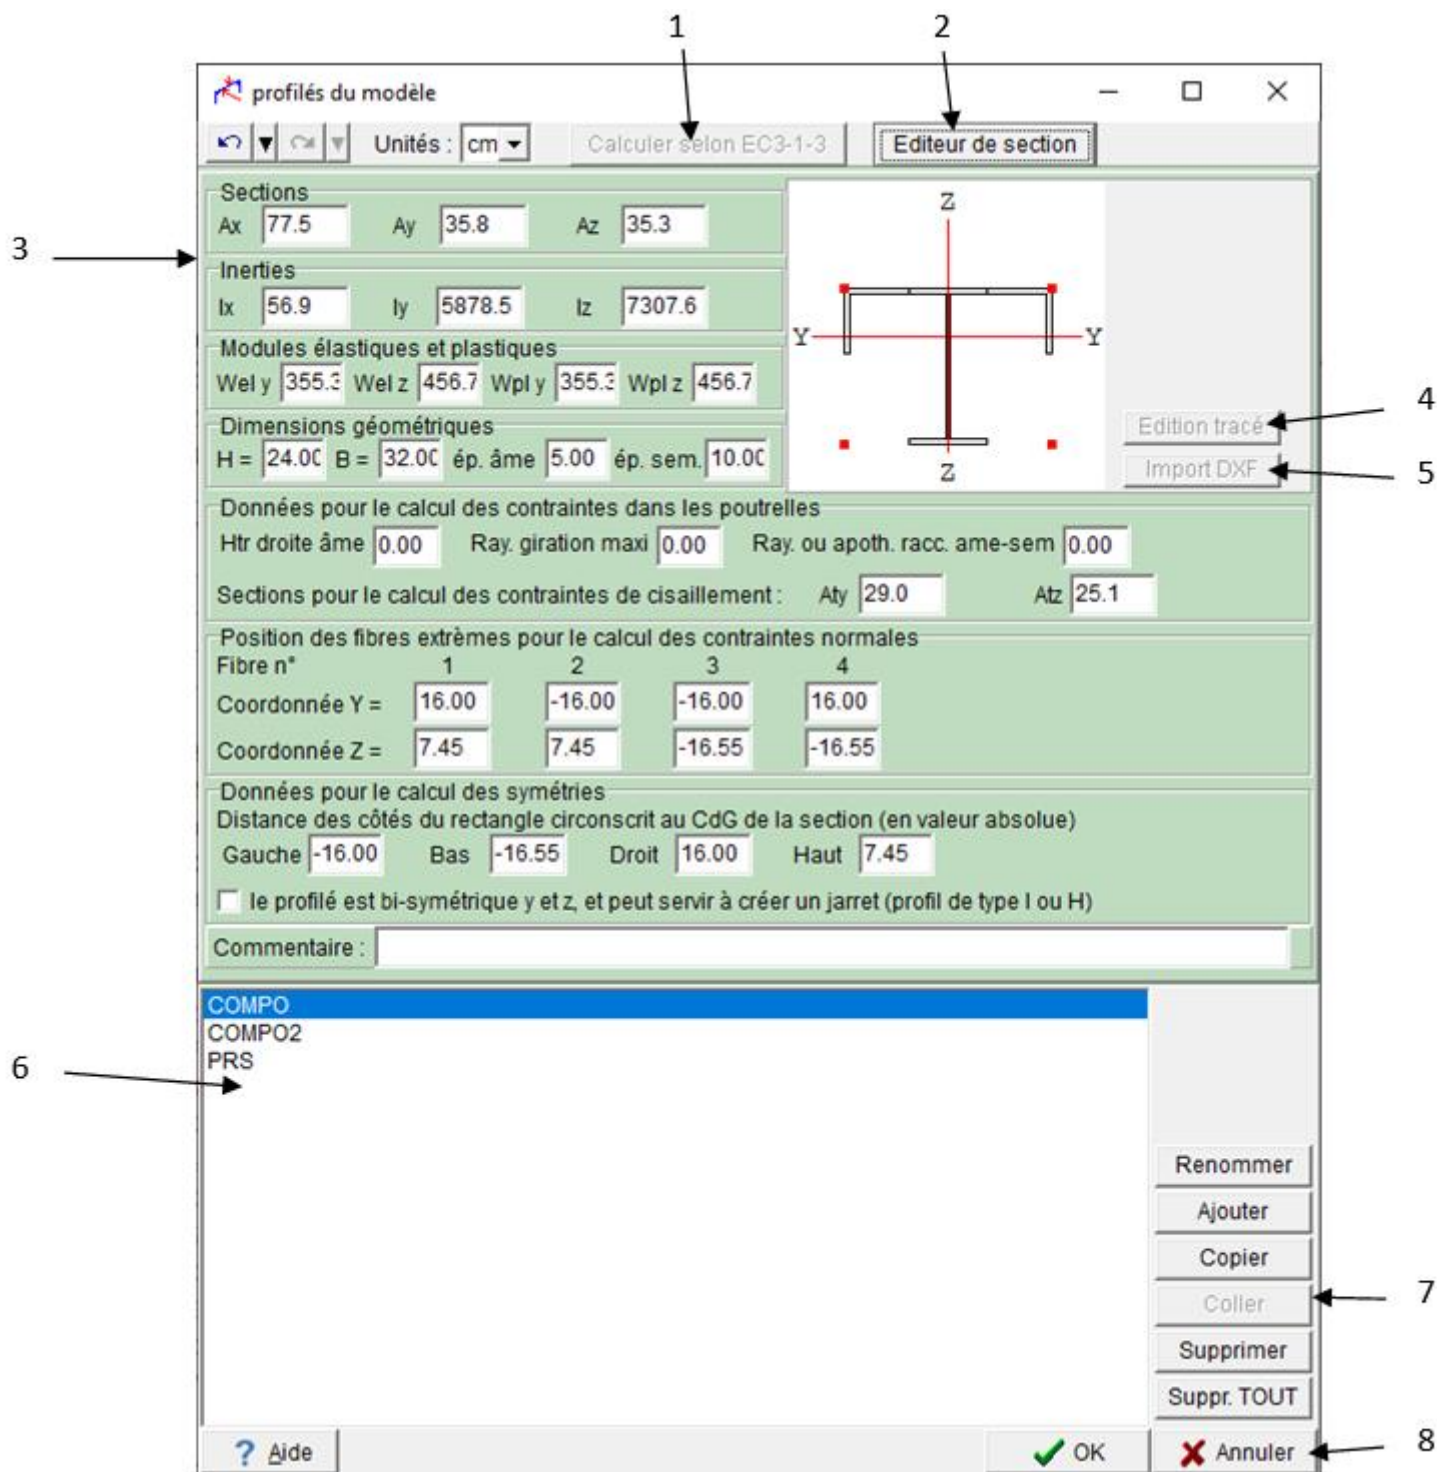 1
2
profilés du modèle
Unités : cm
Calculer selon EC3-1-3
Editeur de section
3
Sections
Ax 77.5 Ay 35.8 Az 35.3
Inerties
Ix 56.9 Iy 5878.5 Iz 7307.6
Modules élastiques et plastiques
Wel y 355.3 Wel z 456.7 Wpl y 355.3 Wpl z 456.7
Dimensions géométriques
H = 24.00 B = 32.00 ép. âme 5.00 ép. sem. 10.00
Z
Y
Y
Z
Edition tracé
4
Import DXF
5
Données pour le calcul des contraintes dans les poutrelles
Htr droite âme 0.00 Ray. giration maxi 0.00 Ray. ou apoth. racc. ame-sem 0.00
Sections pour le calcul des contraintes de cisaillement : Aty 29.0 Atz 25.1
Position des fibres extrèmes pour le calcul des contraintes normales
Fibre n° 1 2 3 4
Coordonnée Y = 16.00 -16.00 -16.00 16.00
Coordonnée Z = 7.45 7.45 -16.55 -16.55
Données pour le calcul des symétries
Distance des côtés du rectangle circonscrit au CdG de la section (en valeur absolue)
Gauche -16.00 Bas -16.55 Droit 16.00 Haut 7.45
le profilé est bi-symétrique y et z, et peut servir à créer un jarret (profil de type I ou H)
Commentaire :
COMPO
COMPO2
PRS
6
Renommer
Ajouter
Copier
Coller
7
Supprimer
Suppr. TOUT
? Aide
OK
Annuler
8